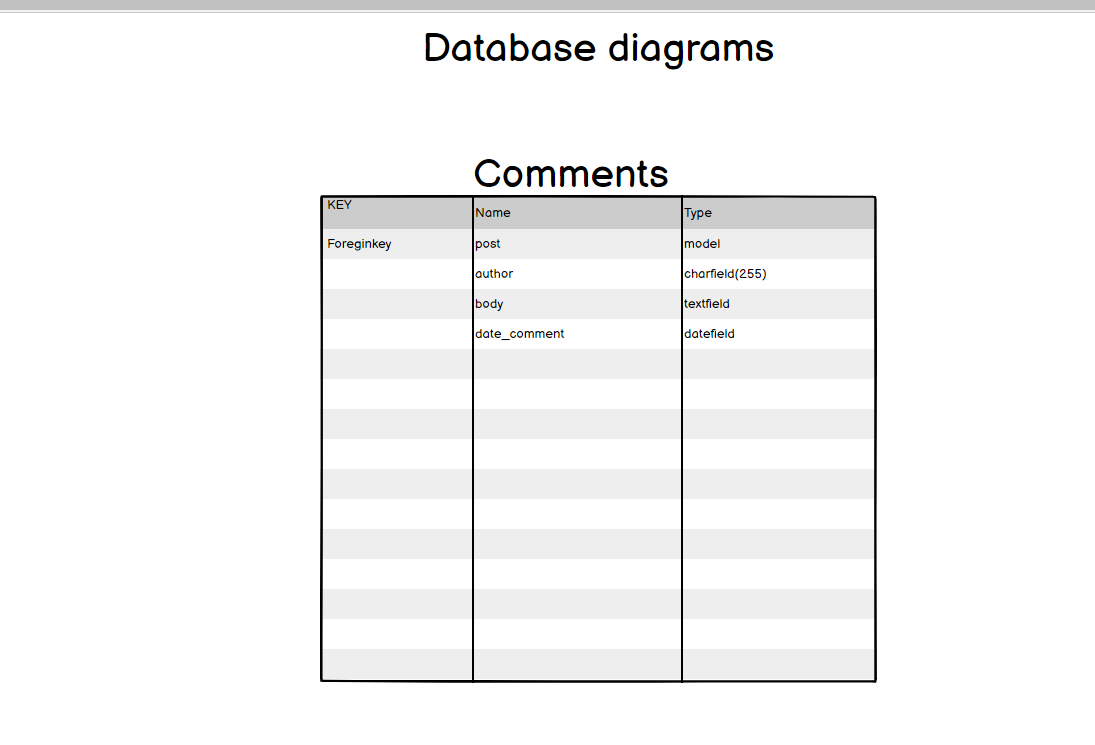 Database diagrams
Comments
KEY Name Type
Foreginkey post model
author charfield(255)
body textfield
date_comment datefield